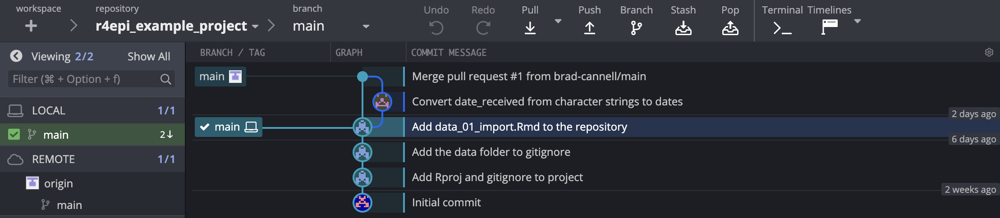 workspace repository branch
r4epi_example_project main
Undo Redo Pull Push Branch Stash Pop Terminal Timelines
Viewing 2/2 Show All
Filter (⌘ + Option + f)
LOCAL 1/1
main 2↓
REMOTE 1/1
origin
main
BRANCH / TAG GRAPH COMMIT MESSAGE
main Merge pull request #1 from brad-cannell/main
Convert date_received from character strings to dates
2 days ago
main Add data_01_import.Rmd to the repository
6 days ago
Add the data folder to gitignore
Add Rproj and gitignore to project
2 weeks ago
Initial commit